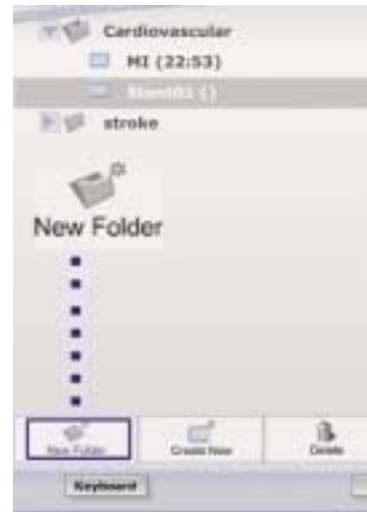 Cardiovascular
MI (22:53)
stroke
New Folder
New Folder
Create New
Delete
Keyboard